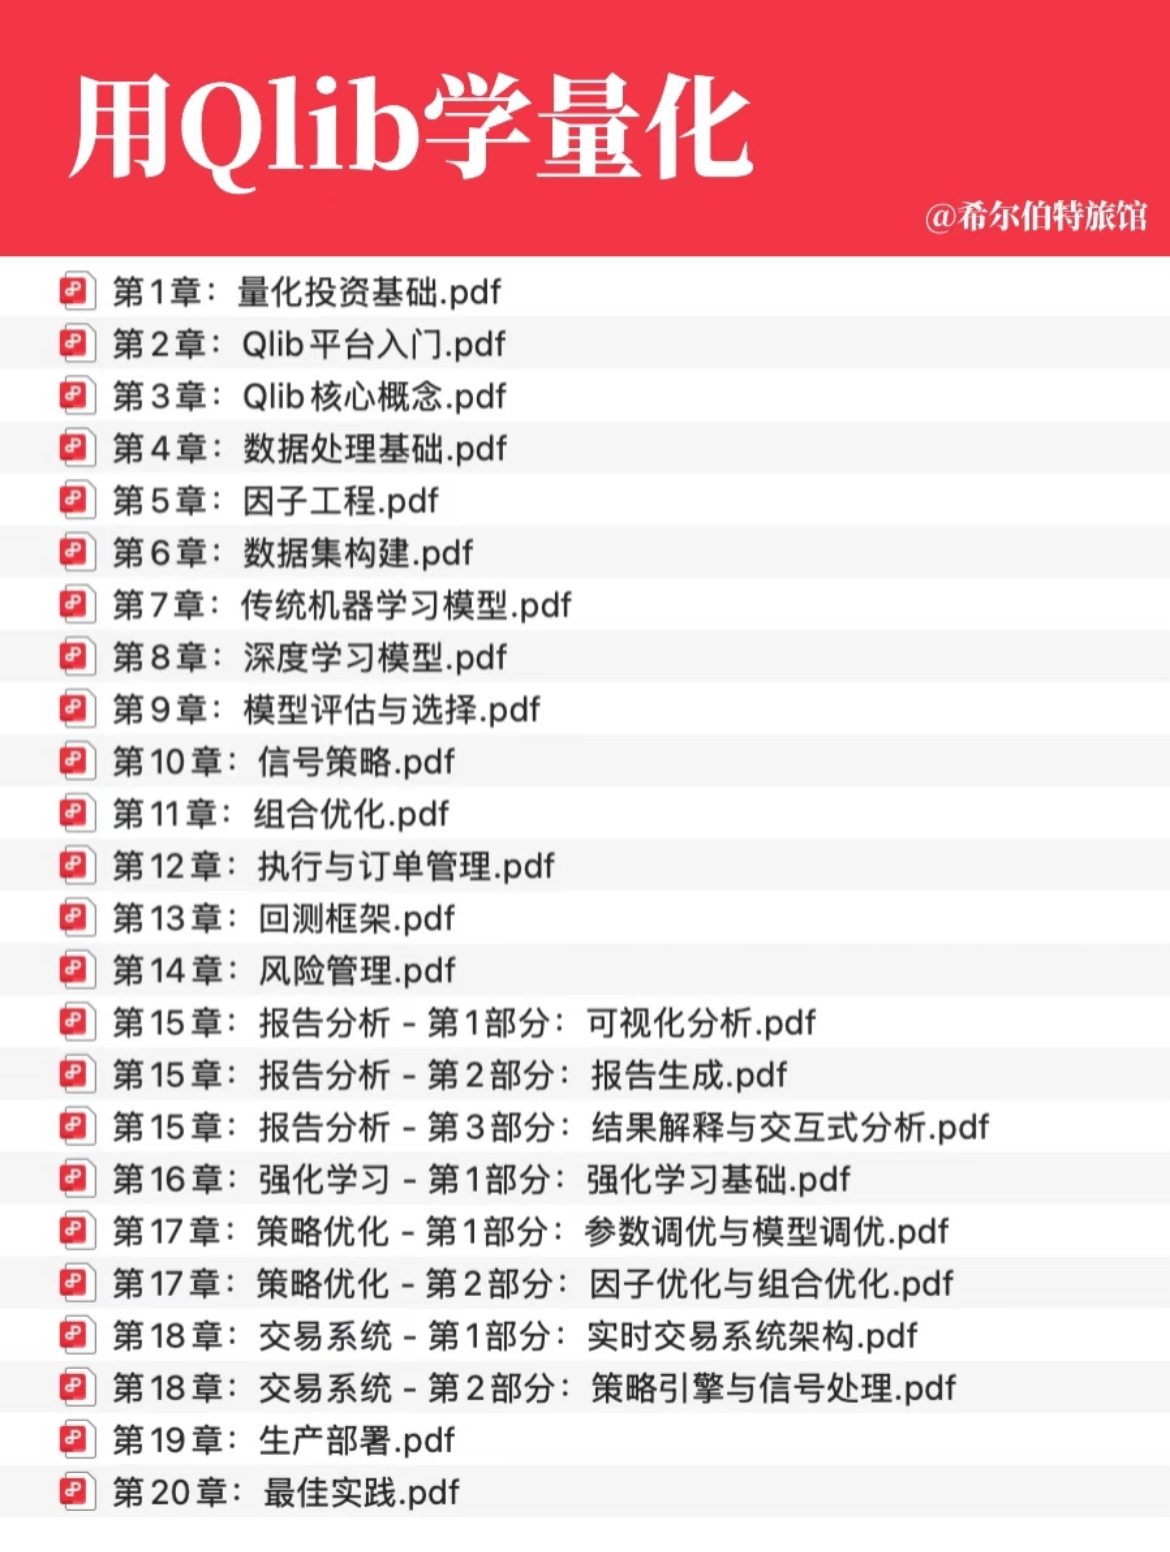 用Qlib学量化
@希尔伯特旅馆
第1章：量化投资基础.pdf
第2章：Qlib平台入门.pdf
第3章：Qlib核心概念.pdf
第4章：数据处理基础.pdf
第5章：因子工程.pdf
第6章：数据集构建.pdf
第7章：传统机器学习模型.pdf
第8章：深度学习模型.pdf
第9章：模型评估与选择.pdf
第10章：信号策略.pdf
第11章：组合优化.pdf
第12章：执行与订单管理.pdf
第13章：回测框架.pdf
第14章：风险管理.pdf
第15章：报告分析 - 第1部分：可视化分析.pdf
第15章：报告分析 - 第2部分：报告生成.pdf
第15章：报告分析 - 第3部分：结果解释与交互式分析.pdf
第16章：强化学习 - 第1部分：强化学习基础.pdf
第17章：策略优化 - 第1部分：参数调优与模型调优.pdf
第17章：策略优化 - 第2部分：因子优化与组合优化.pdf
第18章：交易系统 - 第1部分：实时交易系统架构.pdf
第18章：交易系统 - 第2部分：策略引擎与信号处理.pdf
第19章：生产部署.pdf
第20章：最佳实践.pdf